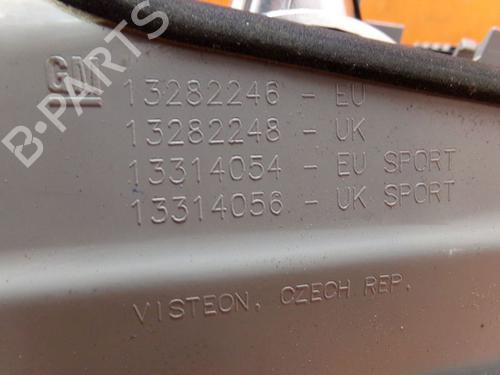 GM 13282246 - EU
13282248 - UK
13314054 - EU SPORT
13314056 - UK SPORT
VISTEON, CZECH REP.
B-PARTS